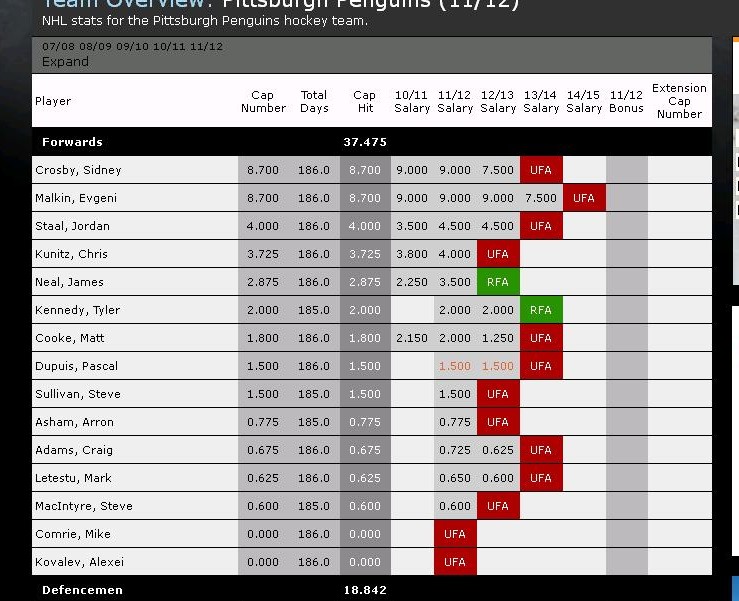 Team Overview: Pittsburgh Penguins (11/12)
NHL stats for the Pittsburgh Penguins hockey team.
07/08 08/09 09/10 10/11 11/12
Expand
Player Cap Number Total Days Cap Hit 10/11 Salary 11/12 Salary 12/13 Salary 13/14 Salary 14/15 Salary 11/12 Bonus Extension Cap Number
Forwards 37.475
Crosby, Sidney 8.700 186.0 8.700 9.000 9.000 7.500 UFA
Malkin, Evgeni 8.700 186.0 8.700 9.000 9.000 9.000 7.500 UFA
Staal, Jordan 4.000 186.0 4.000 3.500 4.500 4.500 UFA
Kunitz, Chris 3.725 186.0 3.725 3.800 4.000 UFA
Neal, James 2.875 186.0 2.875 2.250 3.500 RFA
Kennedy, Tyler 2.000 185.0 2.000 2.000 2.000 RFA
Cooke, Matt 1.800 186.0 1.800 2.150 2.000 1.250 UFA
Dupuis, Pascal 1.500 186.0 1.500 1.500 1.500 UFA
Sullivan, Steve 1.500 185.0 1.500 1.500 UFA
Asham, Arron 0.775 185.0 0.775 0.775 UFA
Adams, Craig 0.675 186.0 0.675 0.725 0.625 UFA
Letestu, Mark 0.625 186.0 0.625 0.650 0.600 UFA
MacIntyre, Steve 0.600 185.0 0.600 0.600 UFA
Comrie, Mike 0.000 186.0 0.000 UFA
Kovalev, Alexei 0.000 186.0 0.000 UFA
Defencemen 18.842